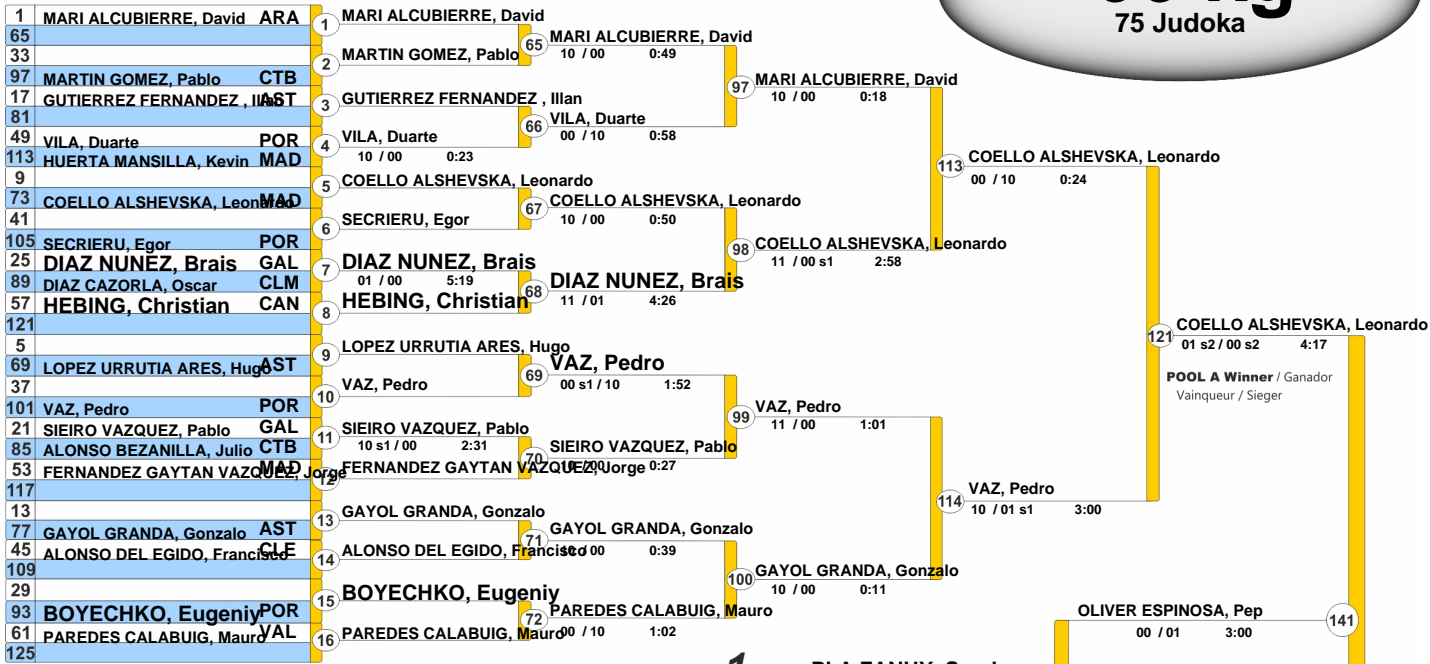 75 Judoka
1 MARI ALCUBIERRE, David ARA
65
33
97 MARTIN GOMEZ, Pablo CTB
17 GUTIERREZ FERNANDEZ , Illan AST
81
49 VILA, Duarte POR
113 HUERTA MANSILLA, Kevin MAD
9
73 COELLO ALSHEVSKA, Leonardo MAD
41
105 SECRIERU, Egor POR
25 DIAZ NUNEZ, Brais GAL
89 DIAZ CAZORLA, Oscar CLM
57 HEBING, Christian CAN
121
5
69 LOPEZ URRUTIA ARES, Hugo AST
37
101 VAZ, Pedro POR
21 SIEIRO VAZQUEZ, Pablo GAL
85 ALONSO BEZANILLA, Julio CTB
53 FERNANDEZ GAYTAN VAZQUEZ, Jorge MAD
117
13
77 GAYOL GRANDA, Gonzalo AST
45 ALONSO DEL EGIDO, Francisco CLE
109
29
93 BOYECHKO, Eugeniy POR
61 PAREDES CALABUIG, Mauro VAL
125
1 MARI ALCUBIERRE, David
2 MARTIN GOMEZ, Pablo
3 GUTIERREZ FERNANDEZ , Illan
4 VILA, Duarte
10 / 00 0:23
5 COELLO ALSHEVSKA, Leonardo
6 SECRIERU, Egor
7 DIAZ NUNEZ, Brais
01 / 00 5:19
8 HEBING, Christian
9 LOPEZ URRUTIA ARES, Hugo
10 VAZ, Pedro
11 SIEIRO VAZQUEZ, Pablo
10 s1 / 00 2:31
12 FERNANDEZ GAYTAN VAZQUEZ, Jorge
13 GAYOL GRANDA, Gonzalo
14 ALONSO DEL EGIDO, Francisco
15 BOYECHKO, Eugeniy
16 PAREDES CALABUIG, Mauro
65 MARI ALCUBIERRE, David
10 / 00 0:49
66 VILA, Duarte
00 / 10 0:58
67 COELLO ALSHEVSKA, Leonardo
10 / 00 0:50
68 DIAZ NUNEZ, Brais
11 / 01 4:26
69 VAZ, Pedro
00 s1 / 10 1:52
70 SIEIRO VAZQUEZ, Pablo
10 / 00 0:27
71 GAYOL GRANDA, Gonzalo
10 / 00 0:39
72 PAREDES CALABUIG, Mauro
00 / 10 1:02
97 MARI ALCUBIERRE, David
10 / 00 0:18
98 COELLO ALSHEVSKA, Leonardo
11 / 00 s1 2:58
99 VAZ, Pedro
11 / 00 1:01
100 GAYOL GRANDA, Gonzalo
10 / 00 0:11
113 COELLO ALSHEVSKA, Leonardo
00 / 10 0:24
114 VAZ, Pedro
10 / 01 s1 3:00
121 COELLO ALSHEVSKA, Leonardo
01 s2 / 00 s2 4:17
POOL A Winner / Ganador
Vainqueur / Sieger
OLIVER ESPINOSA, Pep 141
00 / 01 3:00